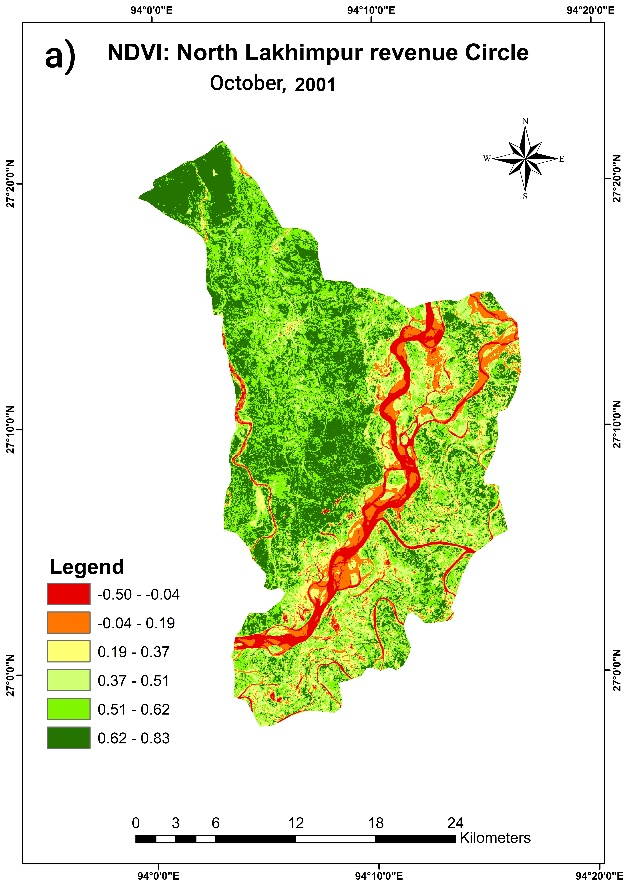 94°0'0"E 94°10'0"E 94°20'0"E
a) NDVI: North Lakhimpur revenue Circle
October, 2001
N
W E
S
27°20'0"N 27°20'0"N
27°10'0"N 27°10'0"N
Legend
-0.50 - -0.04
-0.04 - 0.19
0.19 - 0.37
27°0'0"N 27°0'0"N
0.37 - 0.51
0.51 - 0.62
0.62 - 0.83
0 3 6 12 18 24
Kilometers
94°0'0"E 94°10'0"E 94°20'0"E